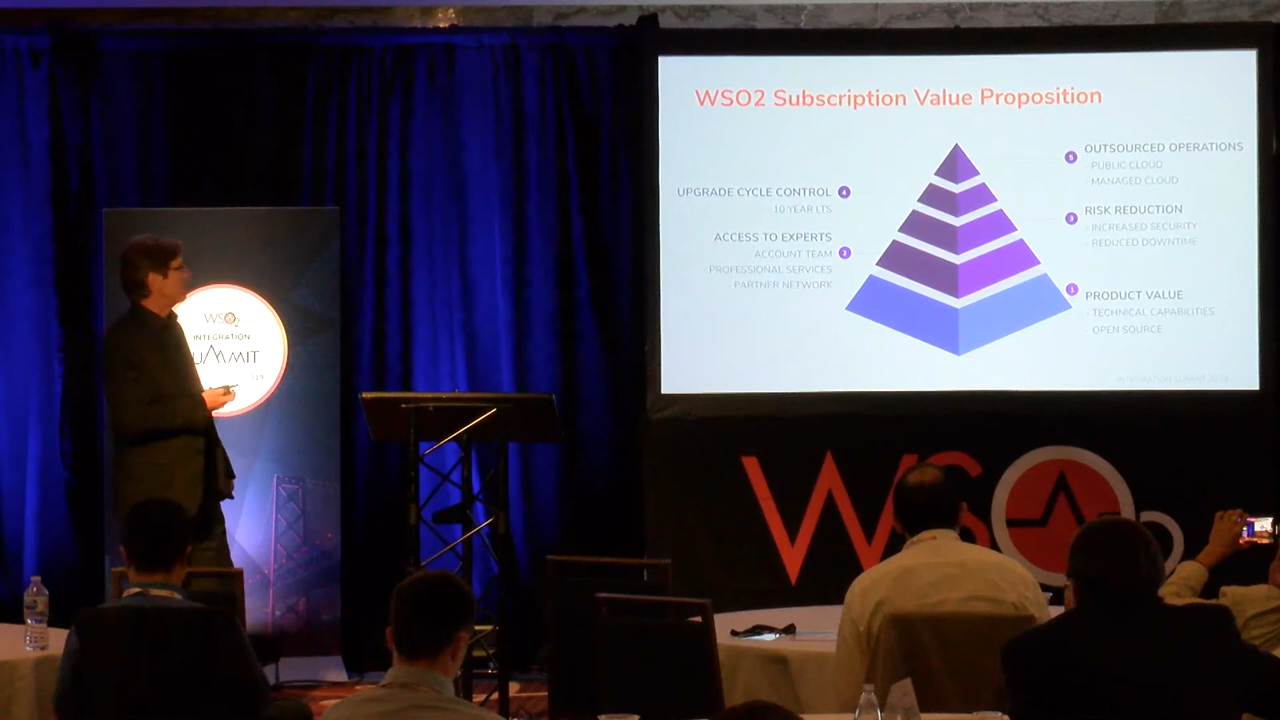 WSO2 Subscription Value Proposition
5 OUTSOURCED OPERATIONS
- PUBLIC CLOUD
- MANAGED CLOUD
UPGRADE CYCLE CONTROL 4
10 YEAR LTS
3 RISK REDUCTION
- INCREASED SECURITY
- REDUCED DOWNTIME
ACCESS TO EXPERTS 2
ACCOUNT TEAM
- PROFESSIONAL SERVICES
- PARTNER NETWORK
1 PRODUCT VALUE
- TECHNICAL CAPABILITIES
- OPEN SOURCE
INTEGRATION SUMMIT 2019
WSO2
INTEGRATION
SUMMIT
WSO2